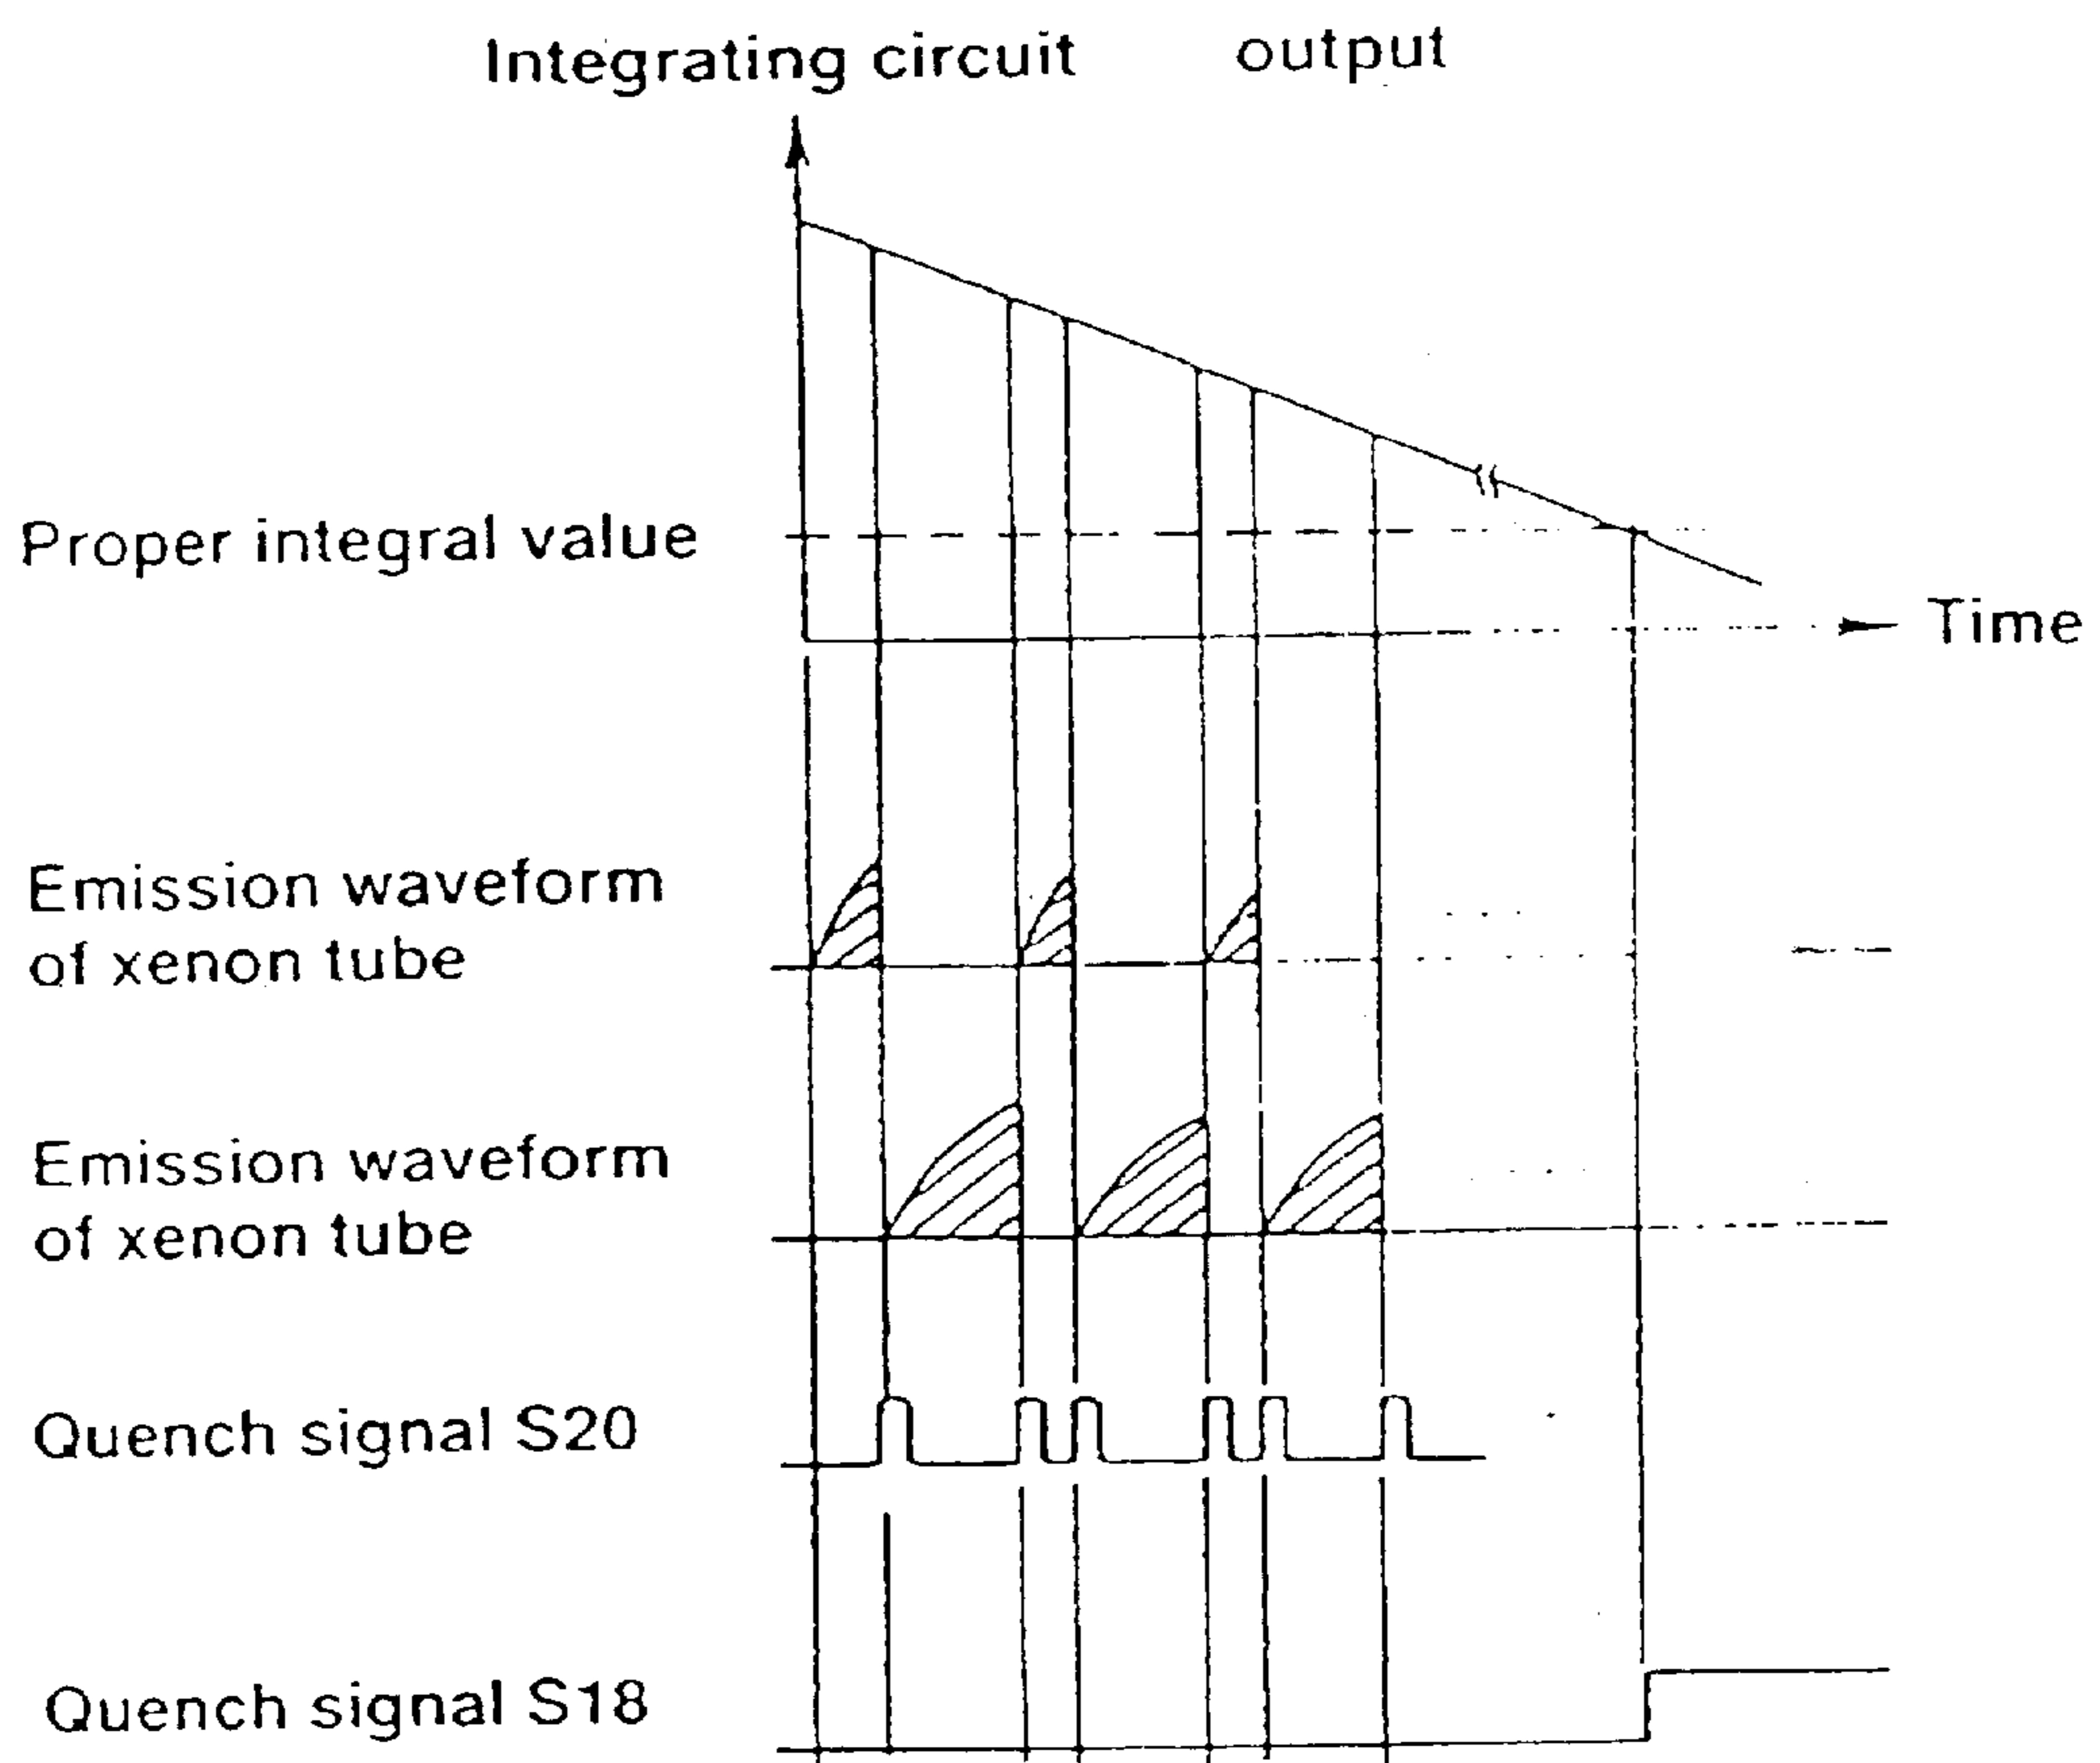 Integrating circuit output
Proper integral value
Time
Emission waveform
of xenon tube
Emission waveform
of xenon tube
Quench signal S20
Quench signal S18